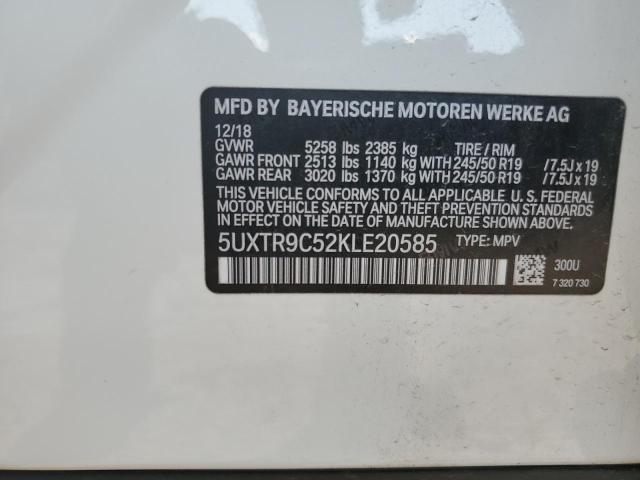 MFD BY BAYERISCHE MOTOREN WERKE AG
12/18
GVWR 5258 lbs 2385 kg TIRE / RIM
GAWR FRONT 2513 lbs 1140 kg WITH 245/50 R19 /7.5J x 19
GAWR REAR 3020 lbs 1370 kg WITH 245/50 R19 /7.5J x 19
THIS VEHICLE CONFORMS TO ALL APPLICABLE U.S. FEDERAL
MOTOR VEHICLE SAFETY AND THEFT PREVENTION STANDARDS
IN EFFECT ON THE DATE OF MANUFACTURE SHOWN ABOVE.
5UXTR9C52KLE20585 TYPE: MPV
300U
7 320 730